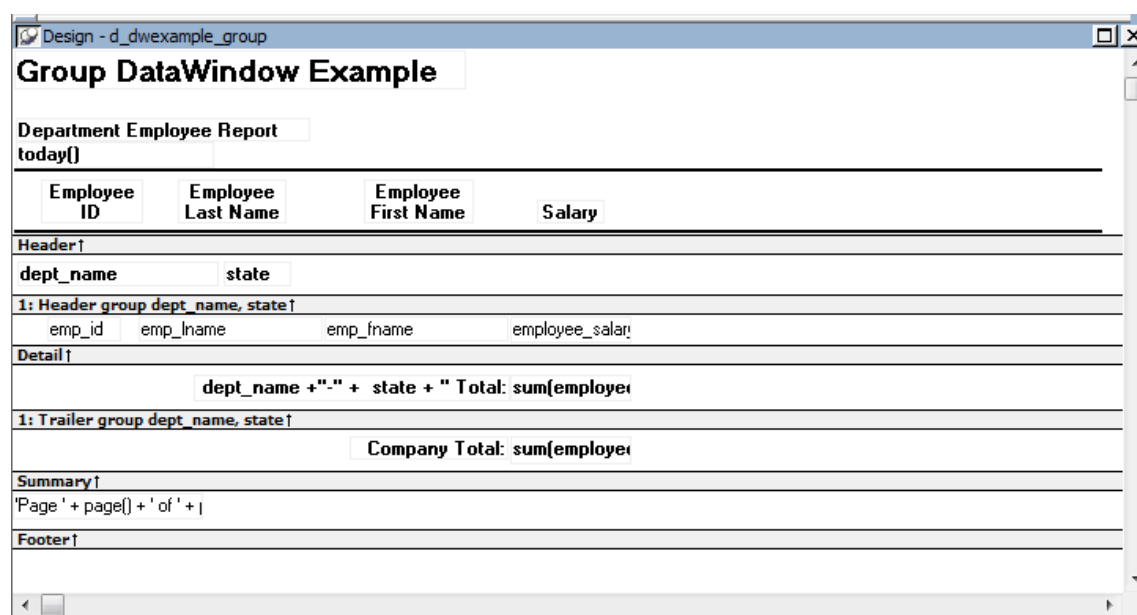 Design - d_dwexample_group
Group DataWindow Example
Department Employee Report
today()
Employee ID Employee Last Name Employee First Name Salary
Header↑
dept_name state
1: Header group dept_name, state↑
emp_id emp_lname emp_fname employee_salar
Detail↑
dept_name +"-" + state + " Total: sum(employe
1: Trailer group dept_name, state↑
Company Total: sum(employe
Summary↑
'Page ' + page() + ' of ' +
Footer↑